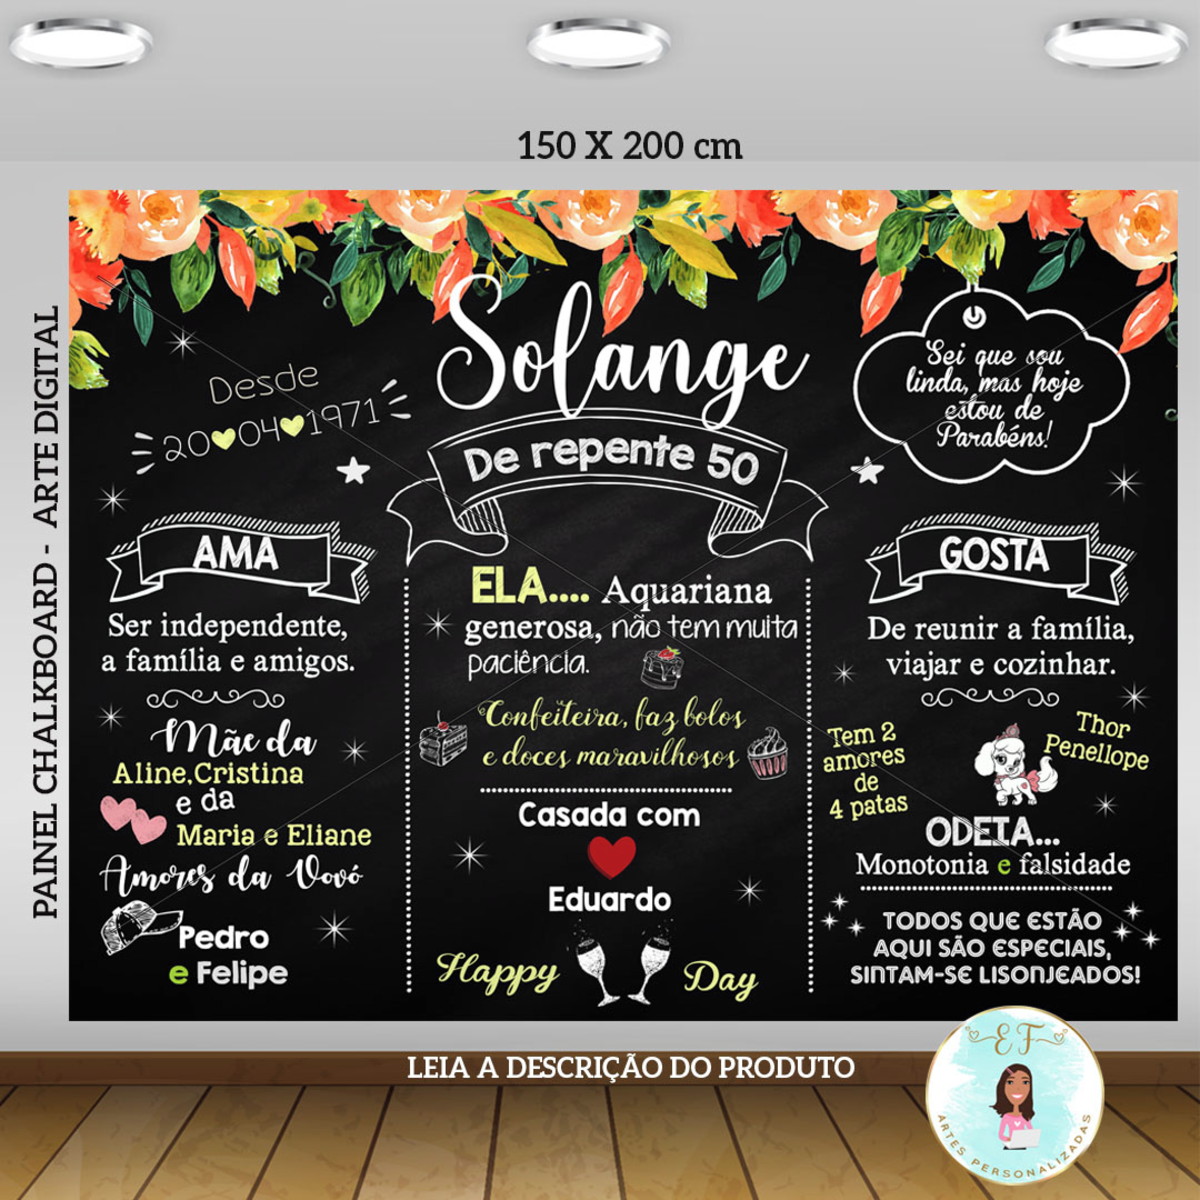 150 X 200 cm
PAINEL CHALKBOARD - ARTE DIGITAL
Solange
De repente 50
Desde
20 04 1971
Sei que sou
linda, mas hoje
estou de
Parabéns!
AMA
Ser independente,
a família e amigos.
Mãe da
Aline,Cristina
e da
Maria e Eliane
Amores da Vovó
Pedro
e Felipe
ELA.... Aquariana
generosa, não tem muita
paciência.
Confeiteira, faz bolos
e doces maravilhosos
Casada com
Eduardo
Happy Day
GOSTA
De reunir a família,
viajar e cozinhar.
Tem 2
amores
de
4 patas
Thor
Penellope
ODEIA...
Monotonia e falsidade
TODOS QUE ESTÃO
AQUI SÃO ESPECIAIS,
SINTAM-SE LISONJEADOS!
LEIA A DESCRIÇÃO DO PRODUTO
EF
ARTES PERSONALIZADAS